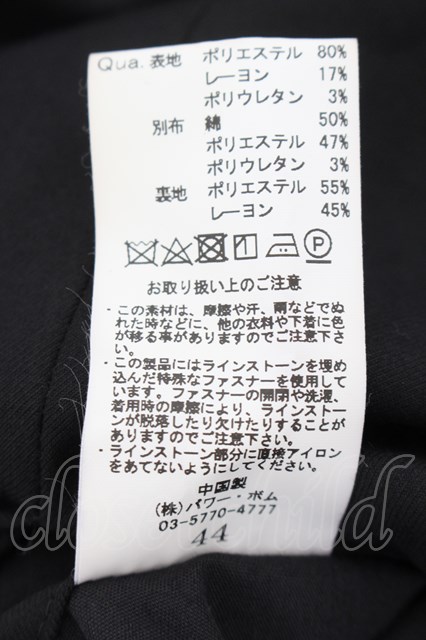 Qua. 表地 ポリエステル 80%
レーヨン 17%
ポリウレタン 3%
別布 綿 50%
ポリエステル 47%
ポリウレタン 3%
裏地 ポリエステル 55%
レーヨン 45%
P
お取り扱い上のご注意
・この素材は、摩擦や汗、雨などでぬ
れた時などに、他の衣料や下着に色
が移る事がありますのでご注意下さ
い。
・この製品にはラインストーンを埋め
込んだ特殊なファスナーを使用して
います。ファスナーの開閉や洗濯、
着用時の摩擦により、ラインストー
ンが脱落したり欠けたりすることが
ありますのでご注意下さい。
・ラインストーン部分に直接アイロン
をあてないようにしてください。
中国製
(株)パワー・ボム
03-5770-4777
44
closetchild